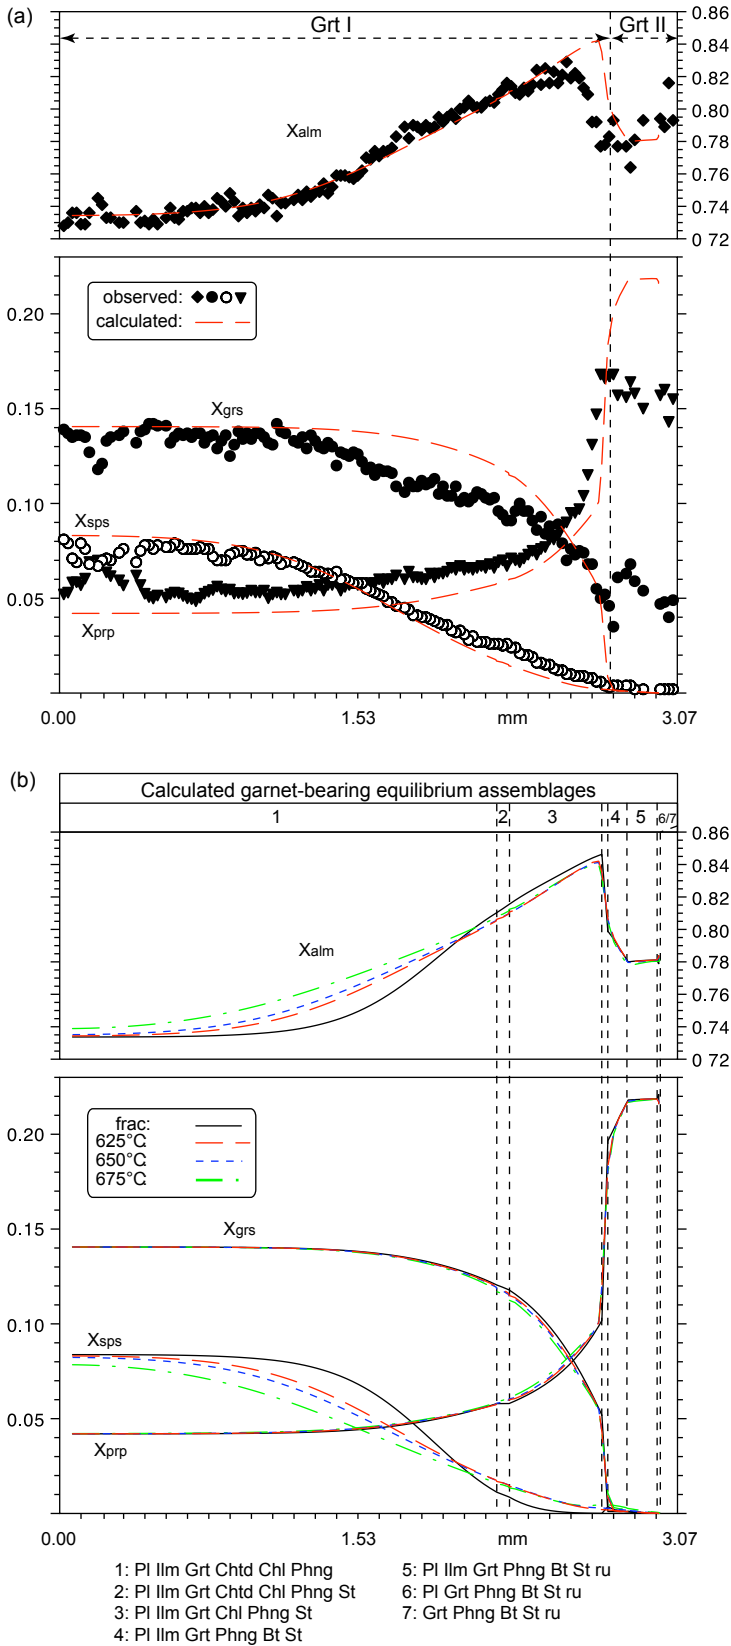 (a)
Grt I
Grt II
0.86
0.84
0.82
0.80
0.78
0.76
0.74
0 72
Xalm
observed:
calculated:
0.20
0.15
0.10
0.05
Xgrs
Xsps
Xprp
0.00
1.53
mm
3.07
(b)
Calculated garnet-bearing equilibrium assemblages
1
2
3
4
5
6/7
0.86
0.84
0.82
0.80
0.78
0.76
0.74
0 72
Xalm
frac:
625°C:
650°C:
675°C:
0.20
0.15
0.10
0.05
Xgrs
Xsps
Xprp
0.00
1.53
mm
3.07
1: Pl Ilm Grt Chtd Chl Phng
2: Pl Ilm Grt Chtd Chl Phng St
3: Pl Ilm Grt Chl Phng St
4: Pl Ilm Grt Phng Bt St
5: Pl Ilm Grt Phng Bt St ru
6: Pl Grt Phng Bt St ru
7: Grt Phng Bt St ru